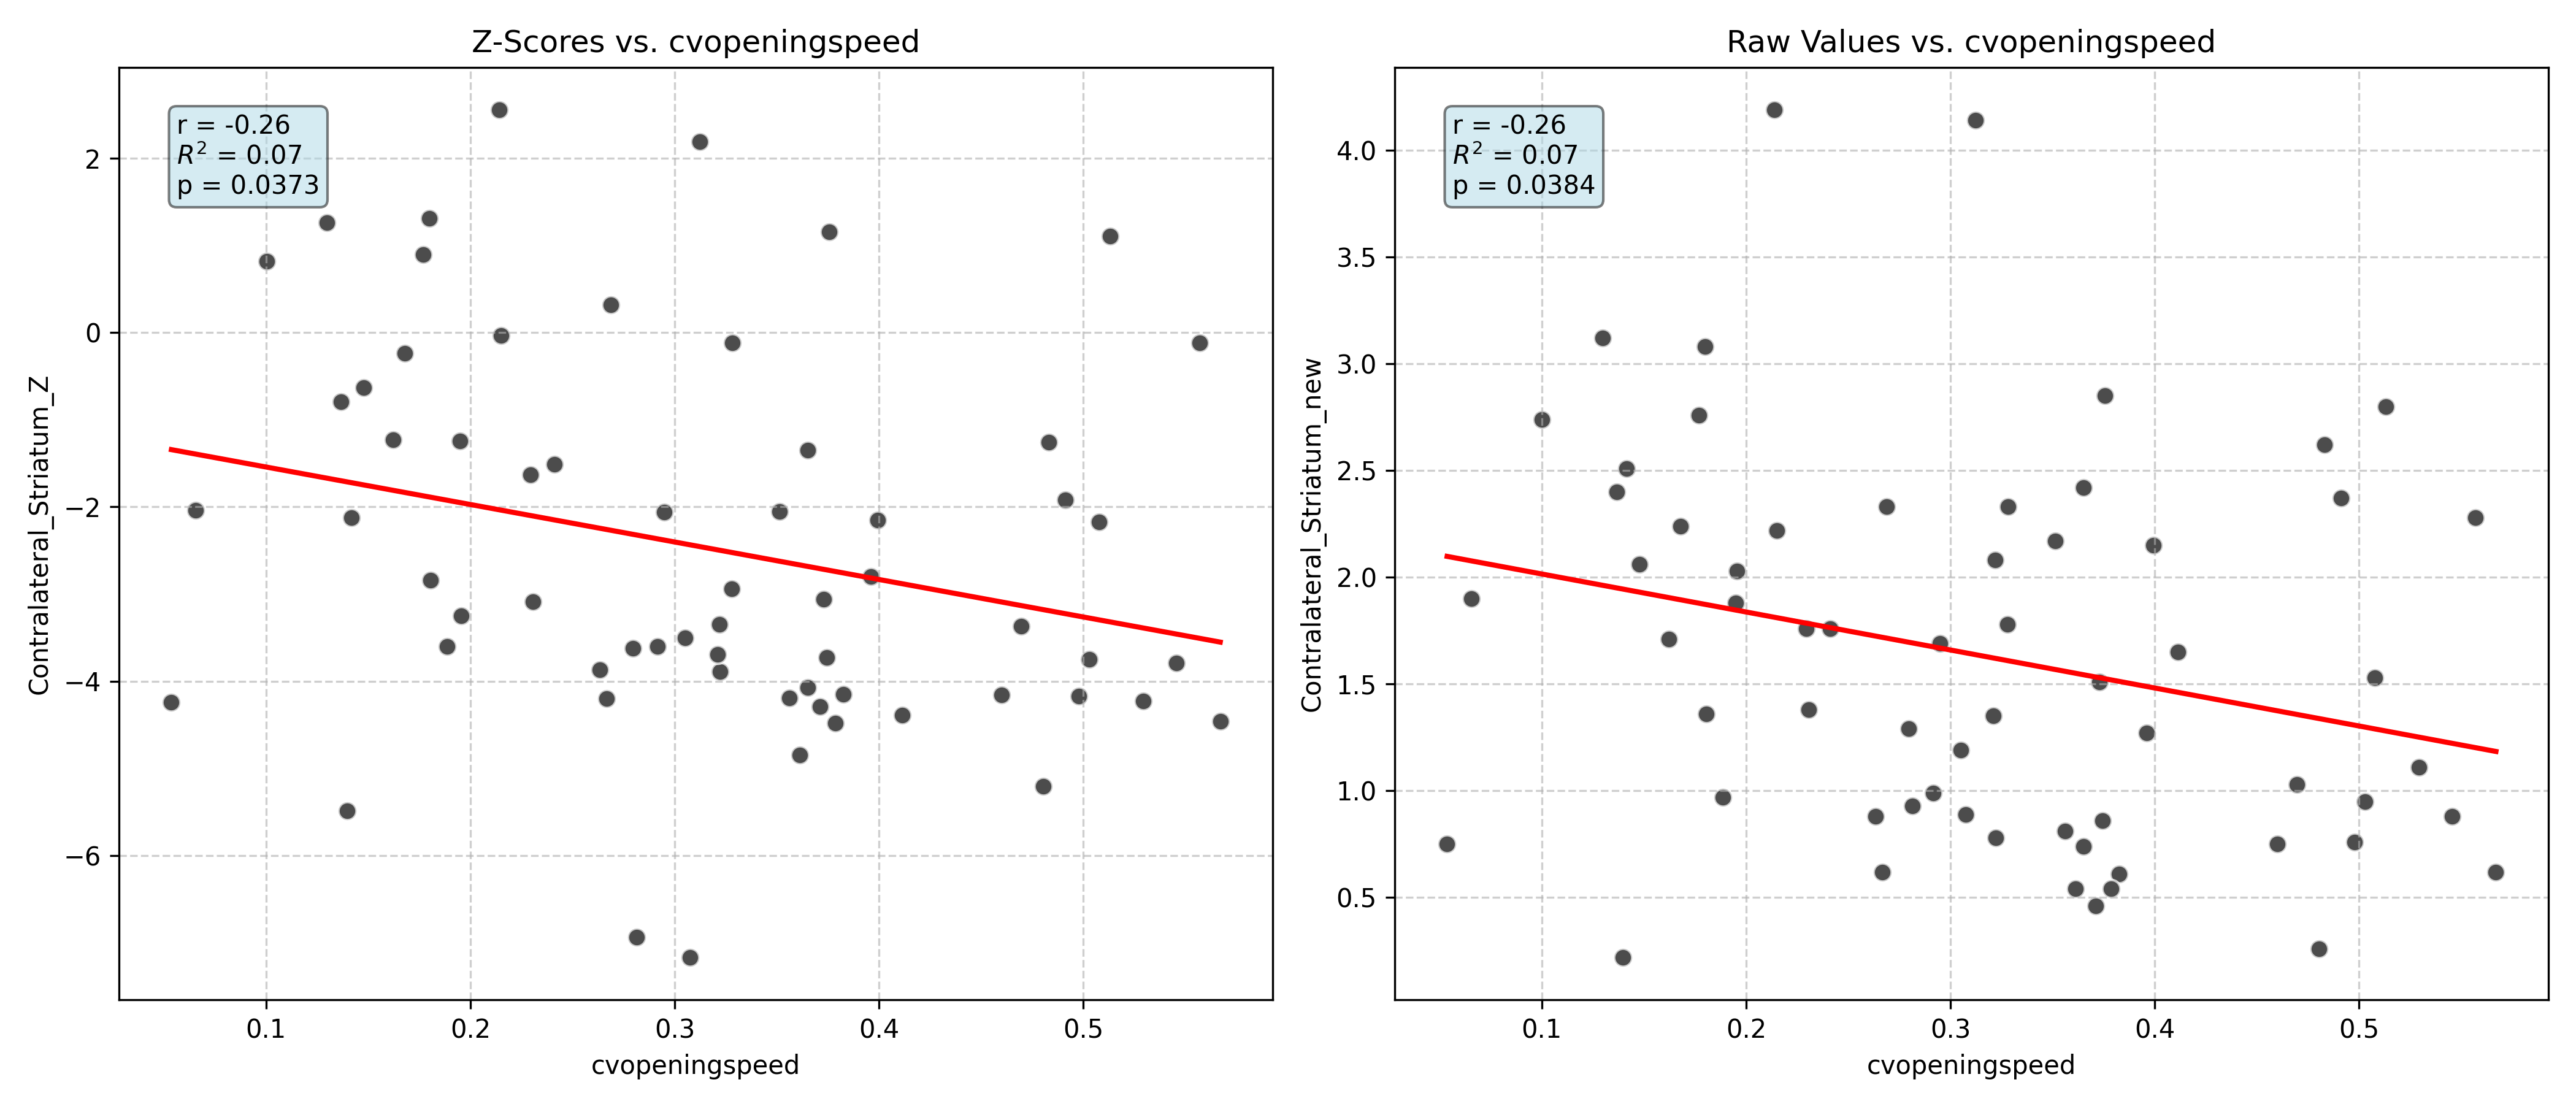 Z-Scores vs. cvopeningspeed
r = -0.26
R² = 0.07
p = 0.0373
Contralateral_Striatum_Z
2
0
−2
−4
−6
0.1 0.2 0.3 0.4 0.5
cvopeningspeed
Raw Values vs. cvopeningspeed
r = -0.26
R² = 0.07
p = 0.0384
Contralateral_Striatum_new
4.0
3.5
3.0
2.5
2.0
1.5
1.0
0.5
0.1 0.2 0.3 0.4 0.5
cvopeningspeed